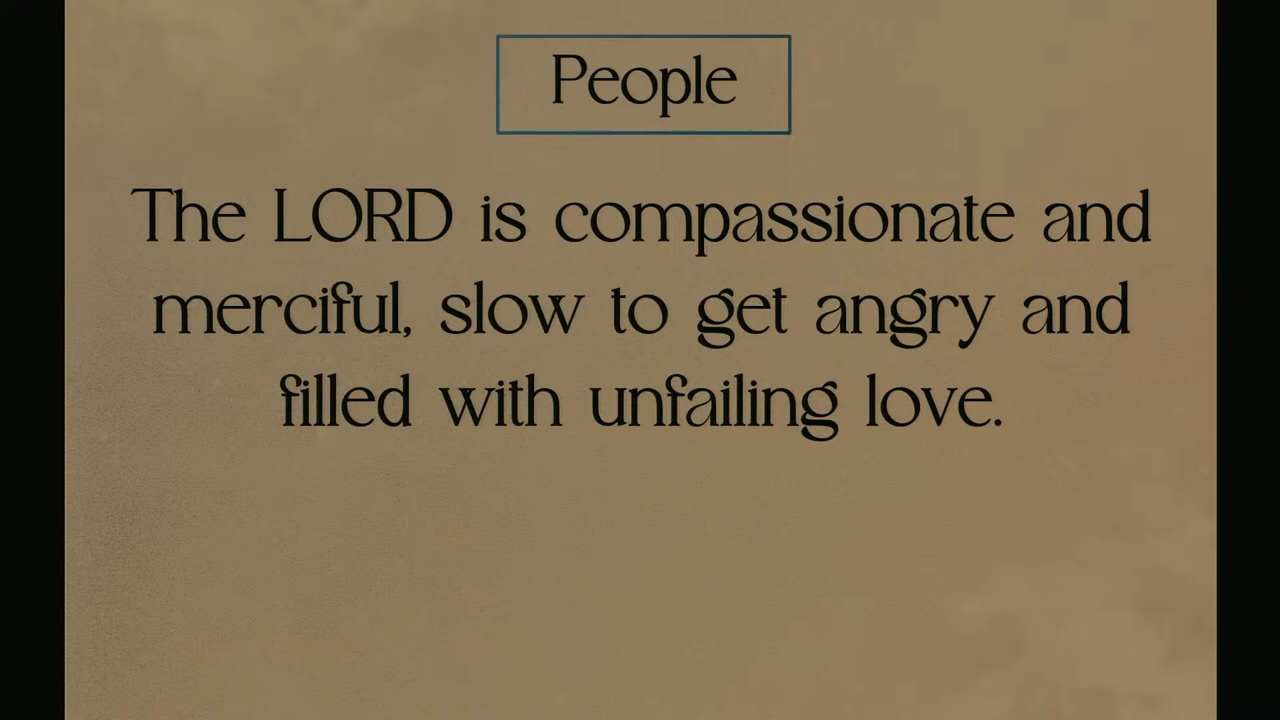 People
The LORD is compassionate and
merciful, slow to get angry and
filled with unfailing love.